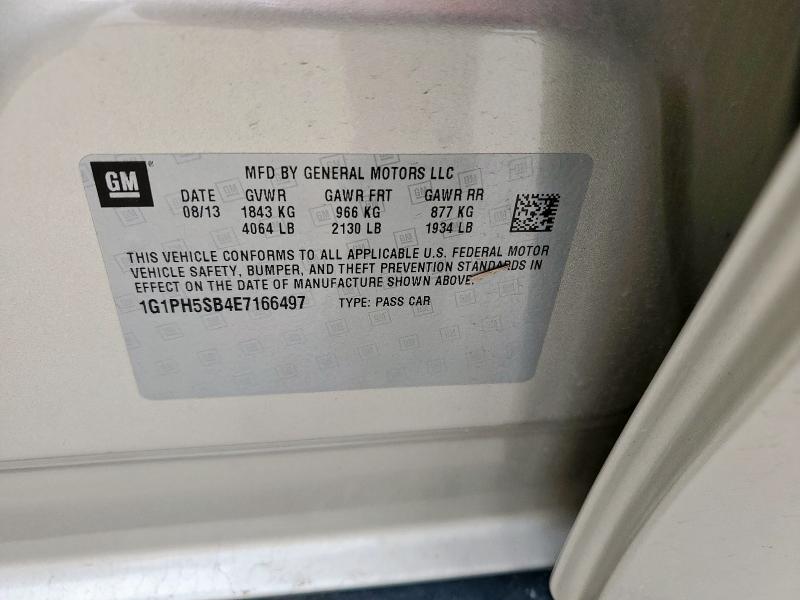 GM
MFD BY GENERAL MOTORS LLC
DATE GVWR GAWR FRT GAWR RR
08/13 1843 KG 966 KG 877 KG
4064 LB 2130 LB 1934 LB
THIS VEHICLE CONFORMS TO ALL APPLICABLE U.S. FEDERAL MOTOR
VEHICLE SAFETY, BUMPER, AND THEFT PREVENTION STANDARDS IN
EFFECT ON THE DATE OF MANUFACTURE SHOWN ABOVE.
1G1PH5SB4E7166497 TYPE: PASS CAR